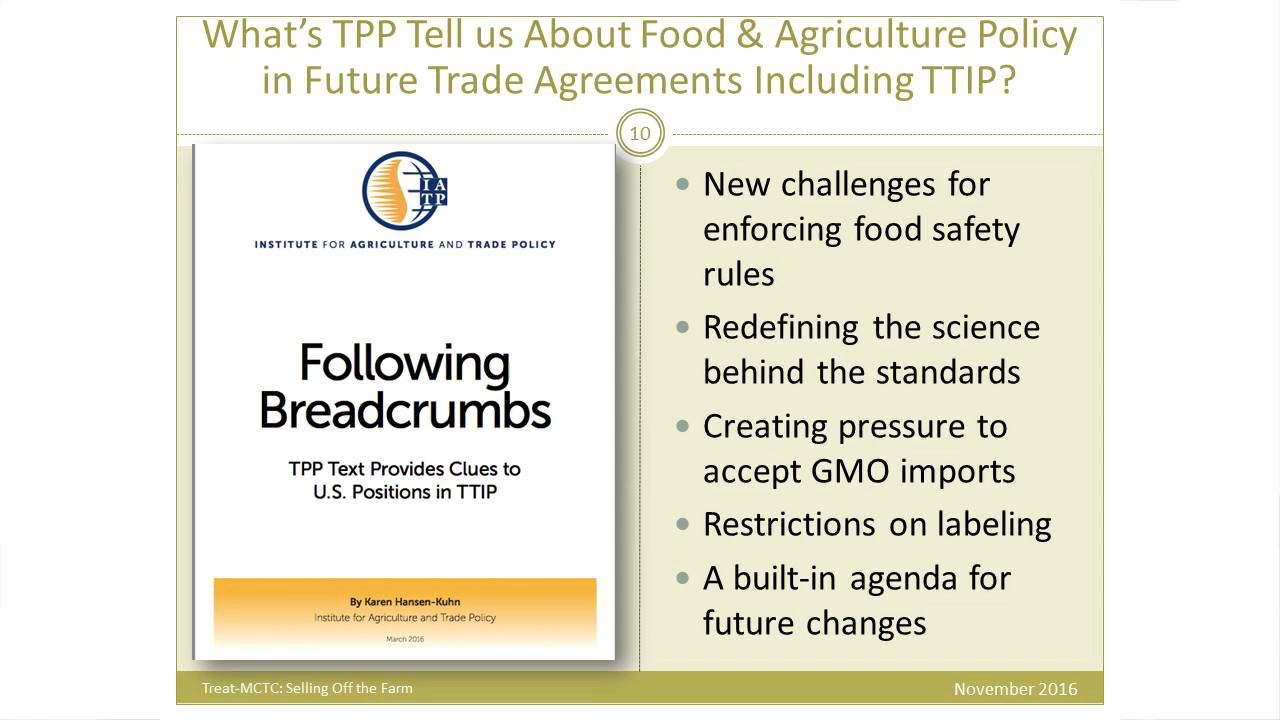 What's TPP Tell us About Food & Agriculture Policy
in Future Trade Agreements Including TTIP?
10
IA
TP
INSTITUTE FOR AGRICULTURE AND TRADE POLICY
Following
Breadcrumbs
TPP Text Provides Clues to
U.S. Positions in TTIP
By Karen Hansen-Kuhn
Institute for Agriculture and Trade Policy
March 2016
• New challenges for
enforcing food safety
rules
• Redefining the science
behind the standards
• Creating pressure to
accept GMO imports
• Restrictions on labeling
• A built-in agenda for
future changes
Treat-MCTC: Selling Off the Farm
November 2016